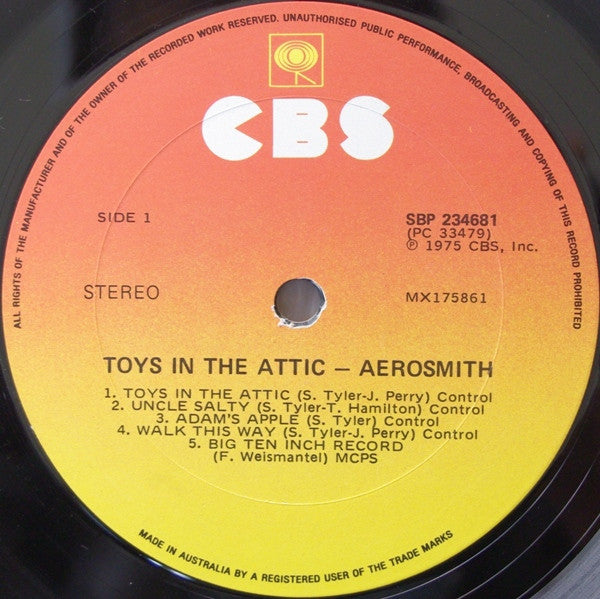 ALL RIGHTS OF THE MANUFACTURER AND OF THE OWNER OF THE RECORDED WORK RESERVED. UNAUTHORISED PUBLIC PERFORMANCE, BROADCASTING AND COPYING OF THIS RECORD PROHIBITED
CBS
SIDE 1
SBP 234681
(PC 33479)
℗ 1975 CBS, Inc.
STEREO
MX175861
TOYS IN THE ATTIC – AEROSMITH
1. TOYS IN THE ATTIC (S. Tyler-J. Perry) Control
2. UNCLE SALTY (S. Tyler-T. Hamilton) Control
3. ADAM'S APPLE (S. Tyler) Control
4. WALK THIS WAY (S. Tyler-J. Perry) Control
5. BIG TEN INCH RECORD
(F. Weismantel) MCPS
MADE IN AUSTRALIA BY A REGISTERED USER OF THE TRADE MARKS